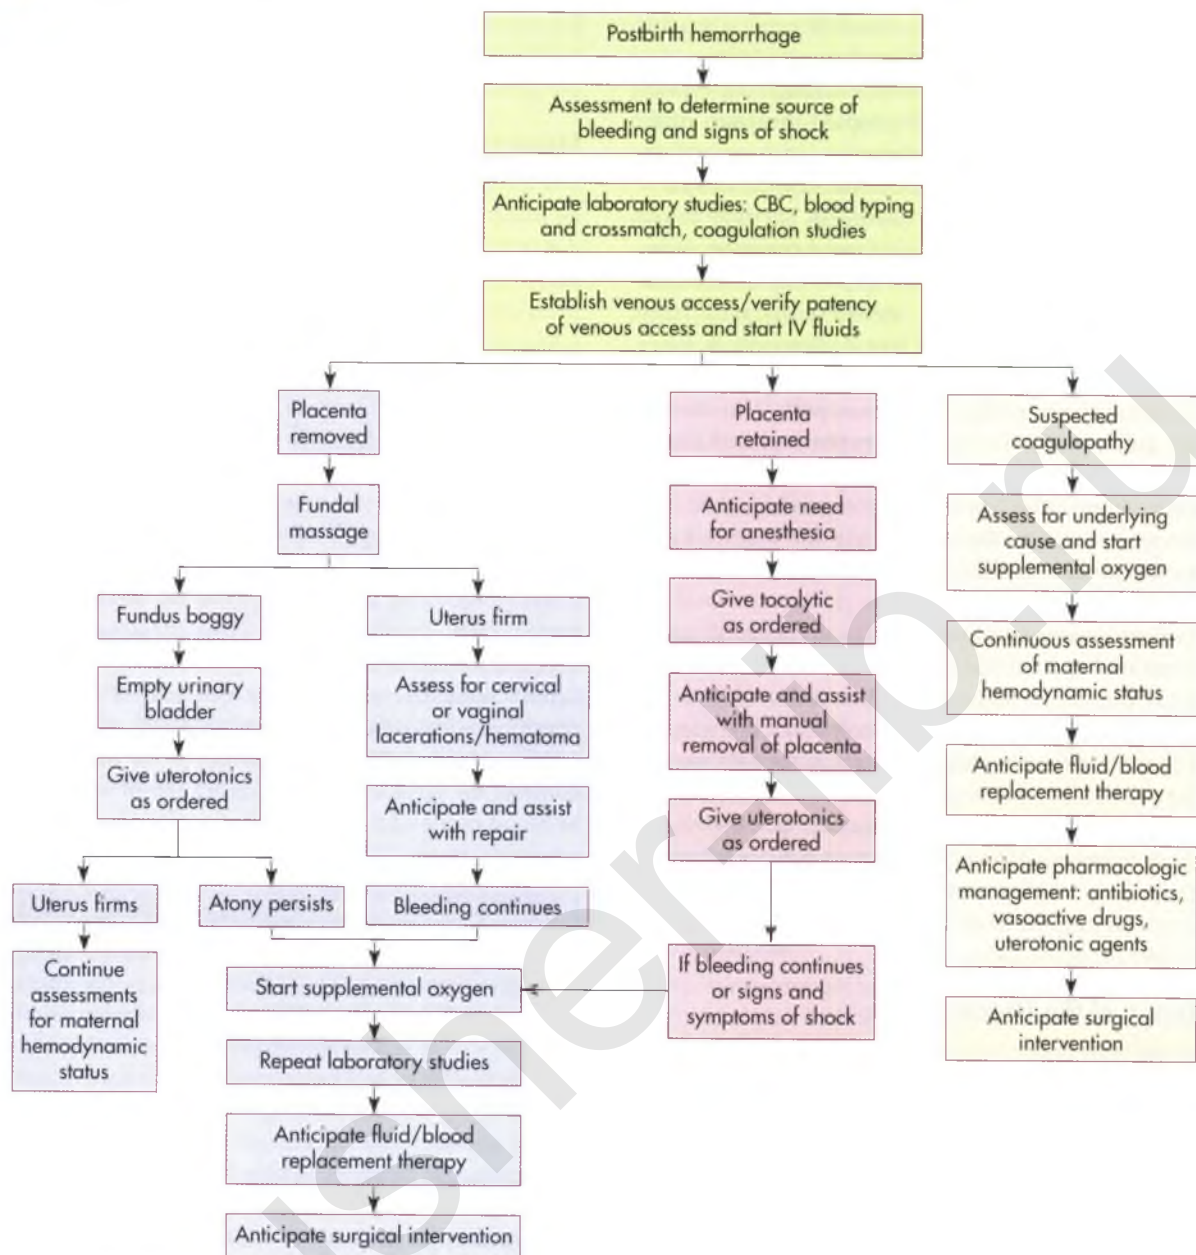 Postbirth hemorrhage
Assessment to determine source of
bleeding and signs of shock
Anticipate laboratory studies: CBC, blood typing
and crossmatch, coagulation studies
Establish venous access/verify patency
of venous access and start IV fluids
Placenta
removed
Fundal
massage
Fundus boggy
Empty urinary
bladder
Give uterotonics
as ordered
Uterus firms
Continue
assessments
for maternal
hemodynamic
status
Atony persists
Uterus firm
Assess for cervical
or vaginal
lacerations/hematoma
Anticipate and assist
with repair
Bleeding continues
Start supplemental oxygen
Repeat laboratory studies
Anticipate fluid/blood
replacement therapy
Anticipate surgical intervention
Placenta
retained
Anticipate need
for anesthesia
Give tocolytic
as ordered
Anticipate and assist
with manual
removal of placenta
Give uterotonics
as ordered
If bleeding continues
or signs and
symptoms of shock
Suspected
coagulopathy
Assess for underlying
cause and start
supplemental oxygen
Continuous assessment
of maternal
hemodynamic status
Anticipate fluid/blood
replacement therapy
Anticipate pharmacologic
management: antibiotics,
vasoactive drugs,
uterotonic agents
Anticipate surgical
intervention
usher-lib.ru